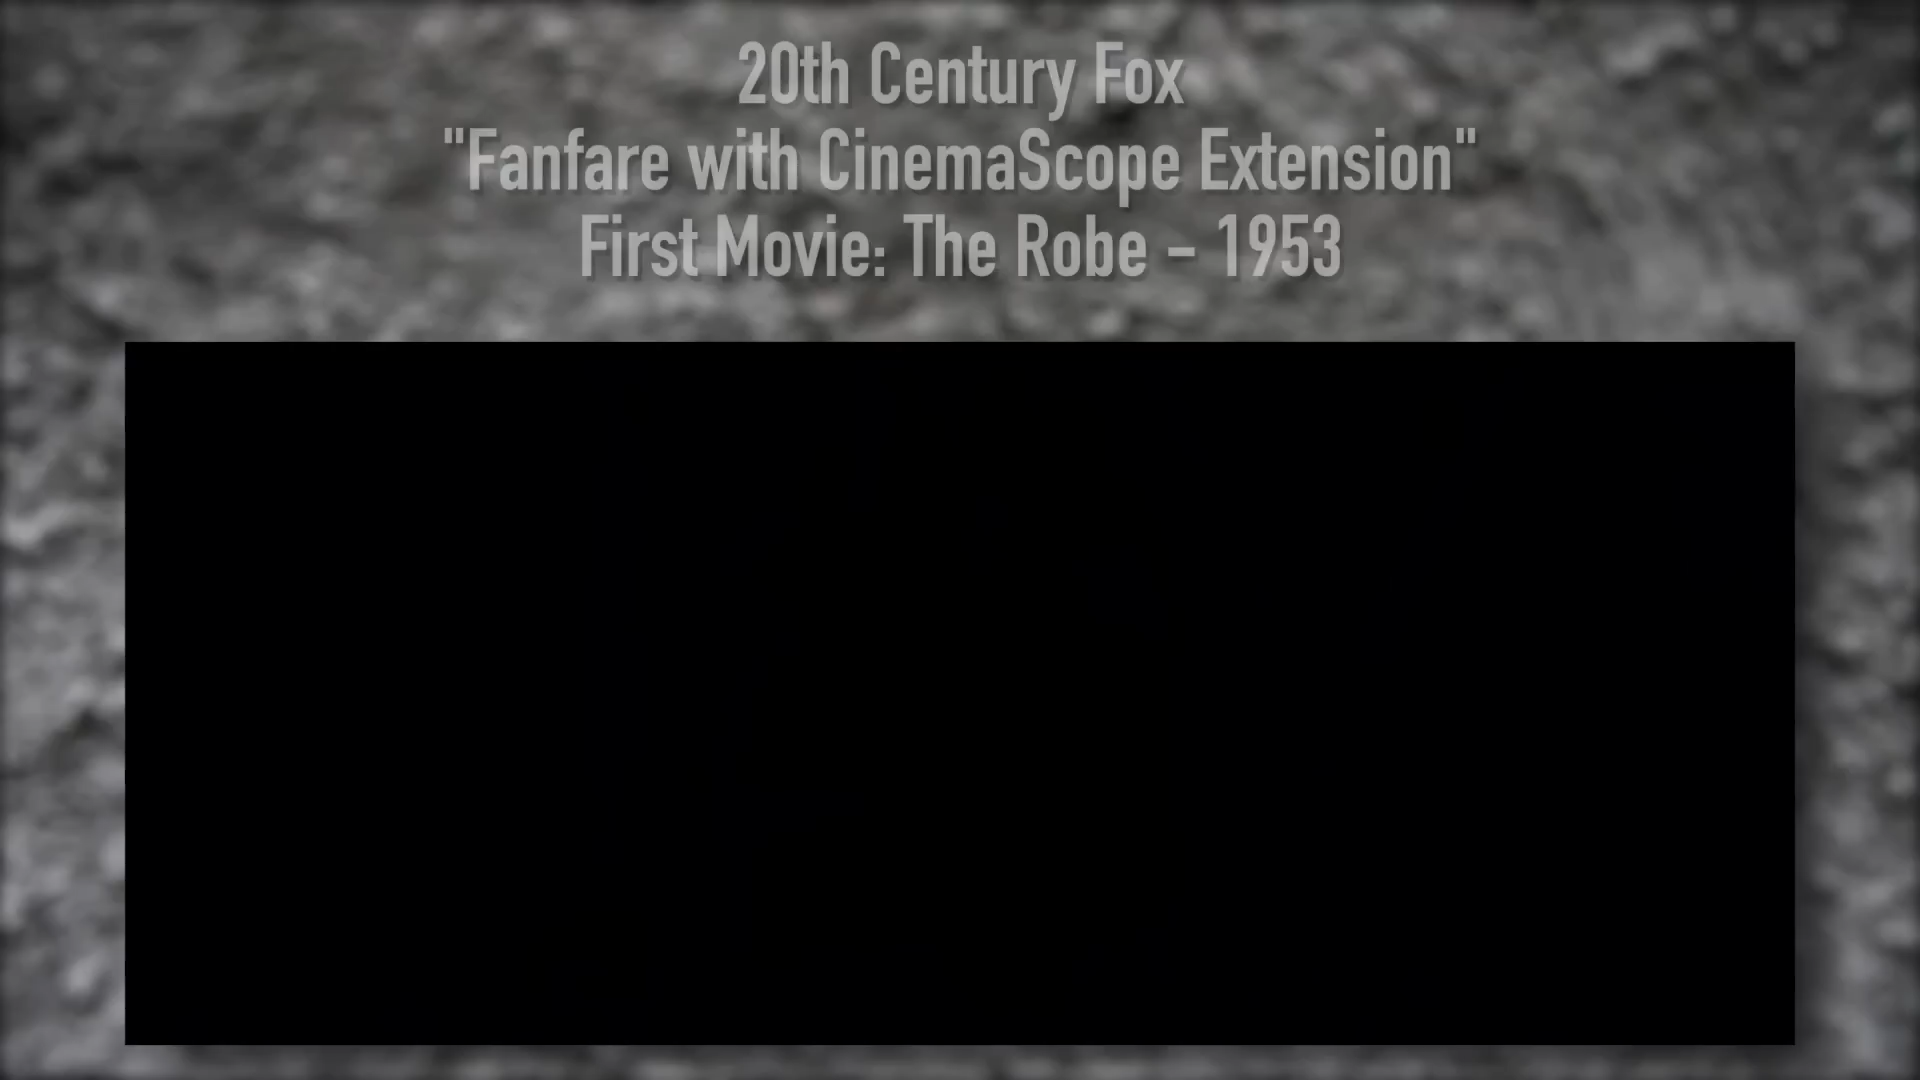 20th Century Fox
"Fanfare with CinemaScope Extension"
First Movie: The Robe – 1953